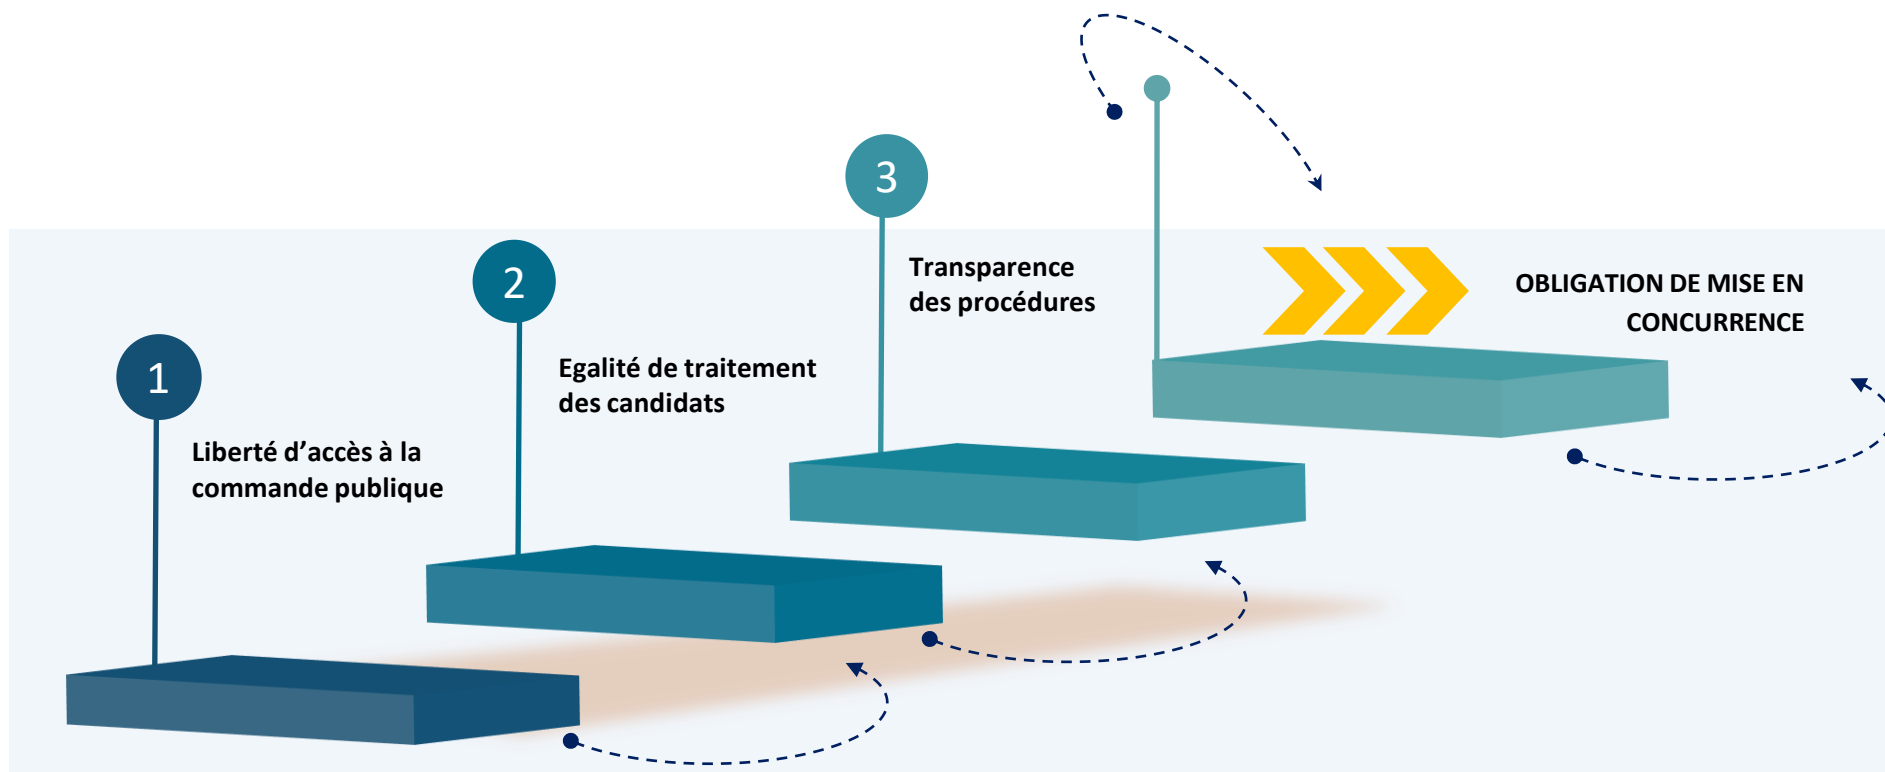 1
Liberté d’accès à la
commande publique
2
Egalité de traitement
des candidats
3
Transparence
des procédures
OBLIGATION DE MISE EN
CONCURRENCE